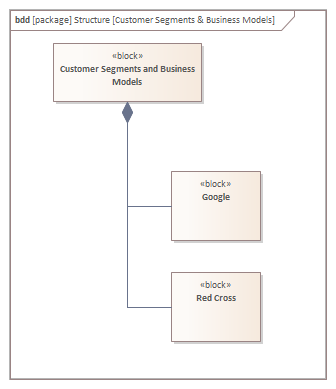 bdd [package] Structure [Customer Segments & Business Models]
«block»
Customer Segments and Business
Models
«block»
Google
«block»
Red Cross